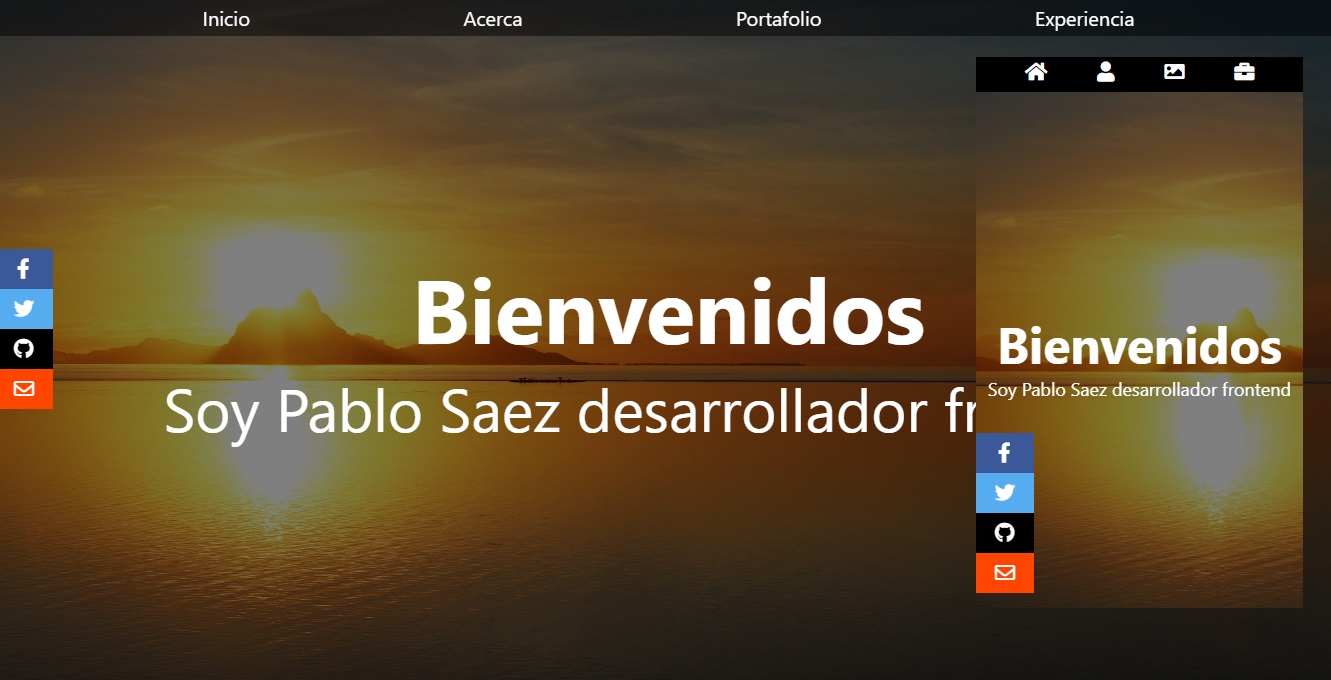 Inicio Acerca Portafolio Experiencia
Bienvenidos
Soy Pablo Saez desarrollador fr
Bienvenidos
Soy Pablo Saez desarrollador frontend